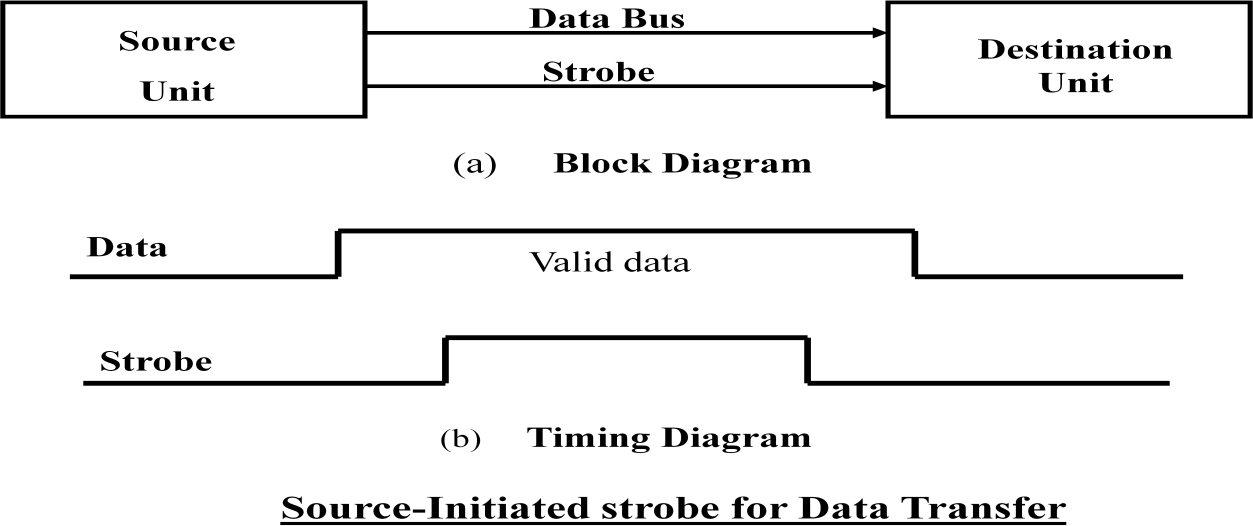 Source
Unit
Data Bus
Strobe
Destination
Unit
(a) Block Diagram
Data
Valid data
Strobe
(b) Timing Diagram
Source-Initiated strobe for Data Transfer